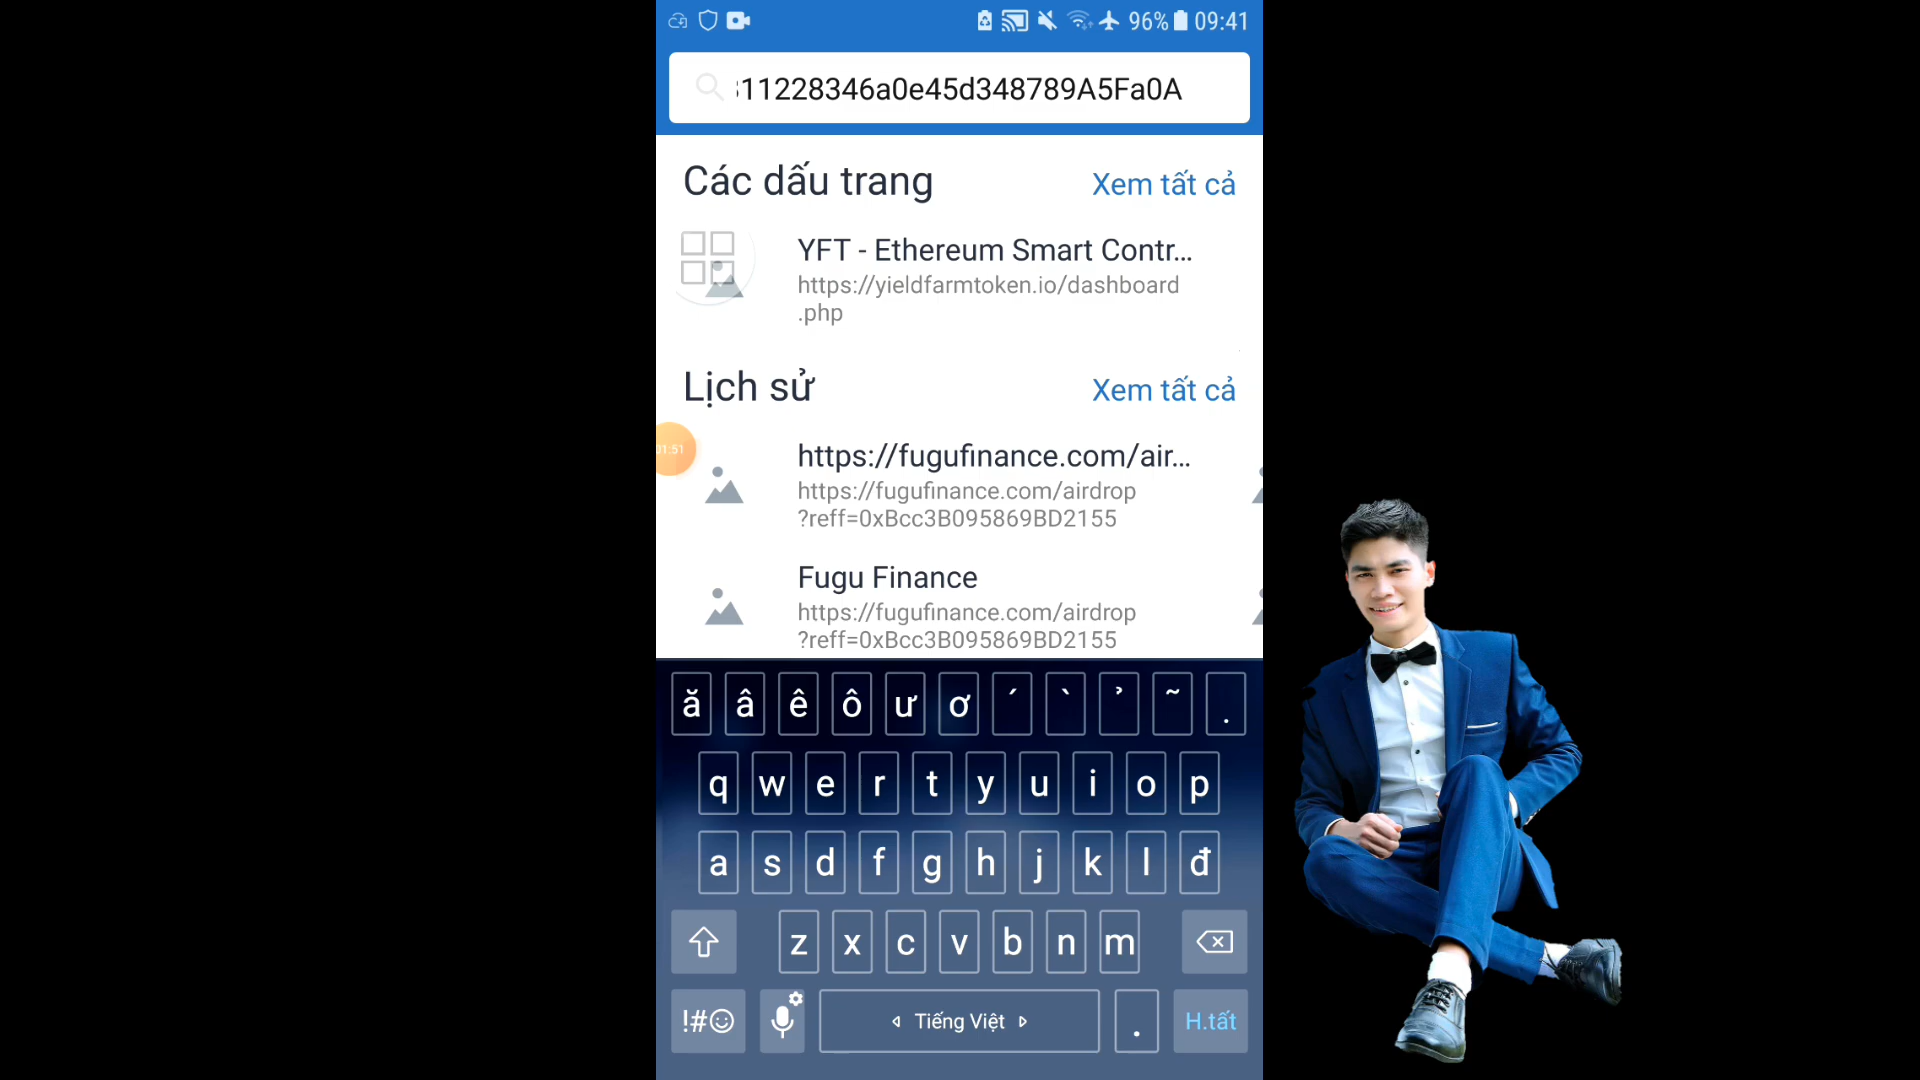 96% 09:41
11228346a0e45d348789A5Fa0A
Các dấu trang
Xem tất cả
YFT - Ethereum Smart Contr...
https://yieldfarmtoken.io/dashboard
.php
Lịch sử
Xem tất cả
01:51
https://fugufinance.com/air...
https://fugufinance.com/airdrop
?reff=0xBcc3B095869BD2155
Fugu Finance
https://fugufinance.com/airdrop
?reff=0xBcc3B095869BD2155
ă â ê ô ư ơ ´ ` ̉ ~ .
q w e r t y u i o p
a s d f g h j k l đ
z x c v b n m
!#☺ Tiếng Việt . H.tất